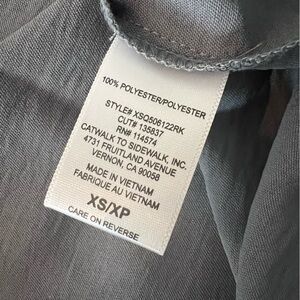 100% POLYESTER/POLYESTER
STYLE# XSQ506122RK
CUT# 135837
RN# 114574
CATWALK TO SIDEWALK, INC.
4731 FRUITLAND AVENUE
VERNON, CA 90058
MADE IN VIETNAM
FABRIQUE AU VIETNAM
XS/XP
CARE ON REVERSE